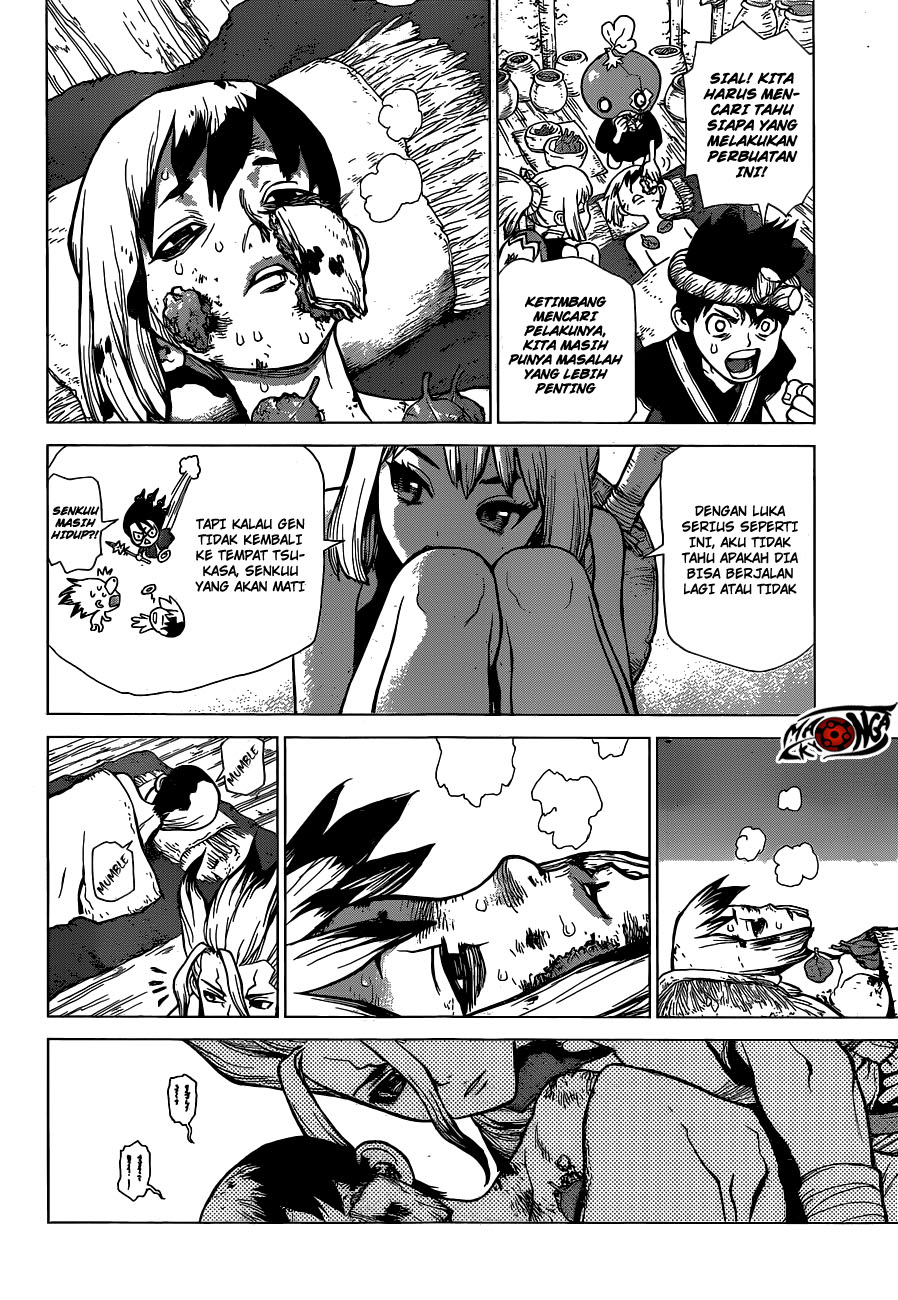 SIAL! KITA
HARUS MEN-
CARI TAHU
SIAPA YANG
MELAKUKAN
PERBUATAN
INI!
KETIMBANG
MENCARI
PELAKUNYA,
KITA MASIH
PUNYA MASALAH
YANG LEBIH
PENTING
DENGAN LUKA
SERIUS SEPERTI
INI, AKU TIDAK
TAHU APAKAH DIA
BISA BERJALAN
LAGI ATAU TIDAK
TAPI KALAU GEN
TIDAK KEMBALI
KE TEMPAT TSU-
KASA, SENKUU
YANG AKAN MATI
SENKUU
MASIH
HIDUP?!
MANGA
MUMBLE
MUMBLE